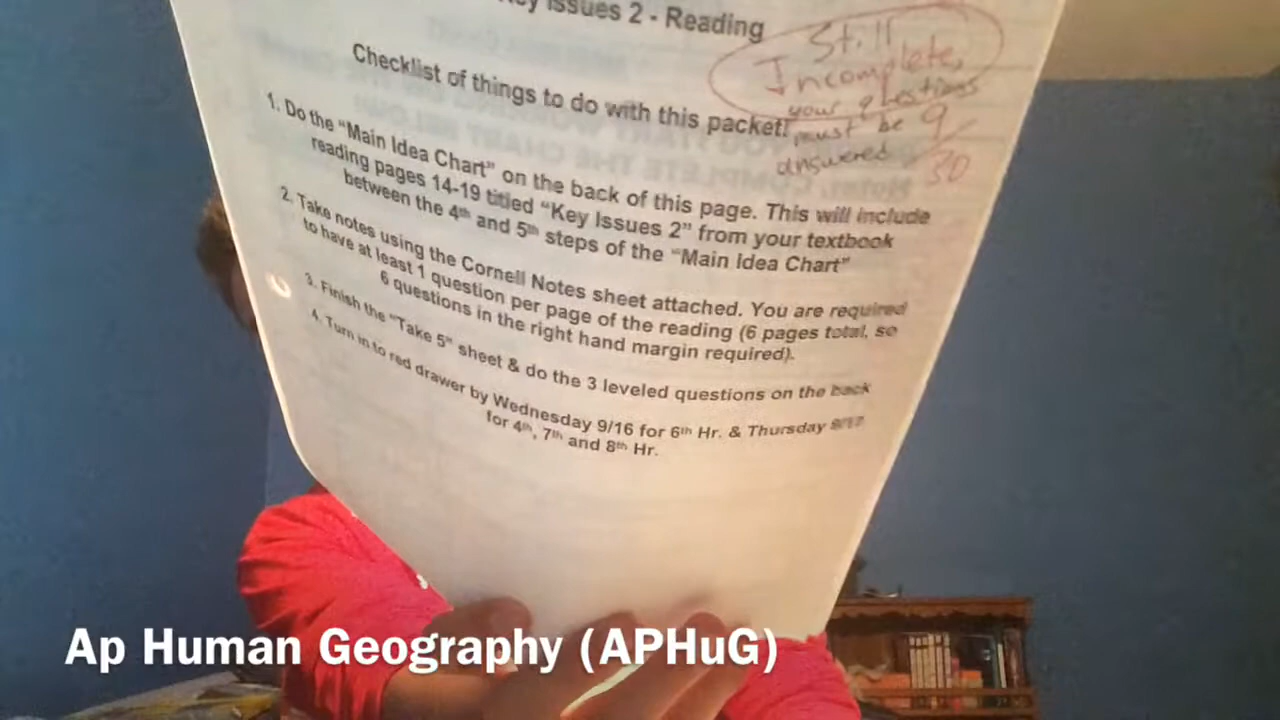 Key Issues 2 - Reading
Still
Incomplete,
your questions
must be
answered
9/
30
Checklist of things to do with this packet!
1. Do the "Main Idea Chart" on the back of this page. This will include
reading pages 14-19 titled "Key Issues 2" from your textbook
between the 4th and 5th steps of the "Main Idea Chart"
2. Take notes using the Cornell Notes sheet attached. You are required
to have at least 1 question per page of the reading (6 pages total, so
6 questions in the right hand margin required).
3. Finish the "Take 5" sheet & do the 3 leveled questions on the back
4. Turn in to red drawer by Wednesday 9/16 for 6th Hr. & Thursday 9/17
for 4th, 7th and 8th Hr.
Ap Human Geography (APHuG)